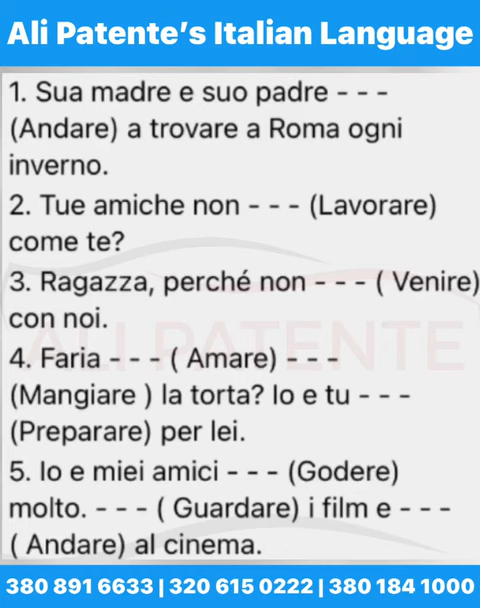 Ali Patente's Italian Language
1. Sua madre e suo padre - - -
(Andare) a trovare a Roma ogni
inverno.
2. Tue amiche non - - - (Lavorare)
come te?
3. Ragazza, perché non - - - ( Venire)
con noi.
4. Faria - - - ( Amare) - - -
(Mangiare ) la torta? Io e tu - - -
(Preparare) per lei.
5. Io e miei amici - - - (Godere)
molto. - - - ( Guardare) i film e - - -
( Andare) al cinema.
ALI PATENTE
380 891 6633 | 320 615 0222 | 380 184 1000